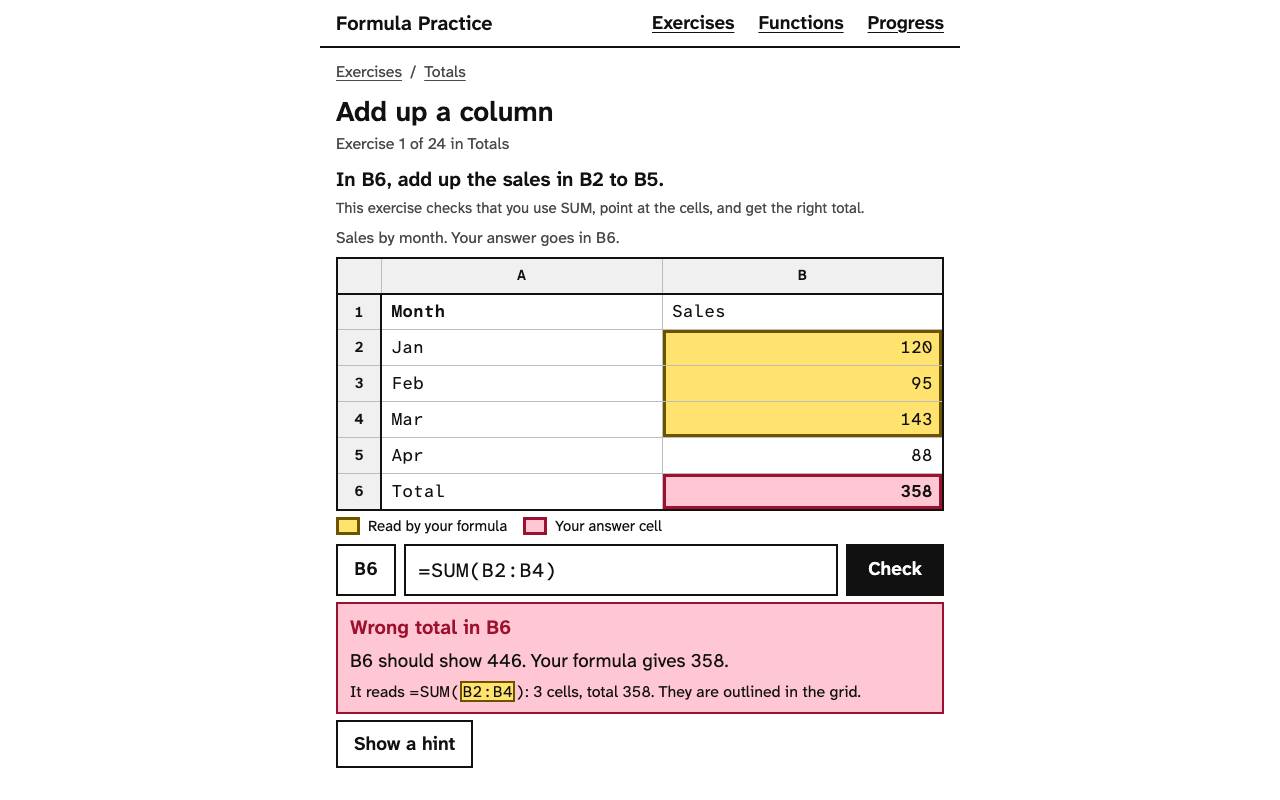 Formula Practice Exercises Functions Progress
Exercises / Totals
Add up a column
Exercise 1 of 24 in Totals
In B6, add up the sales in B2 to B5.
This exercise checks that you use SUM, point at the cells, and get the right total.
Sales by month. Your answer goes in B6.
A B
1 Month Sales
2 Jan 120
3 Feb 95
4 Mar 143
5 Apr 88
6 Total 358
Read by your formula Your answer cell
B6 =SUM(B2:B4) Check
Wrong total in B6
B6 should show 446. Your formula gives 358.
It reads =SUM(B2:B4): 3 cells, total 358. They are outlined in the grid.
Show a hint